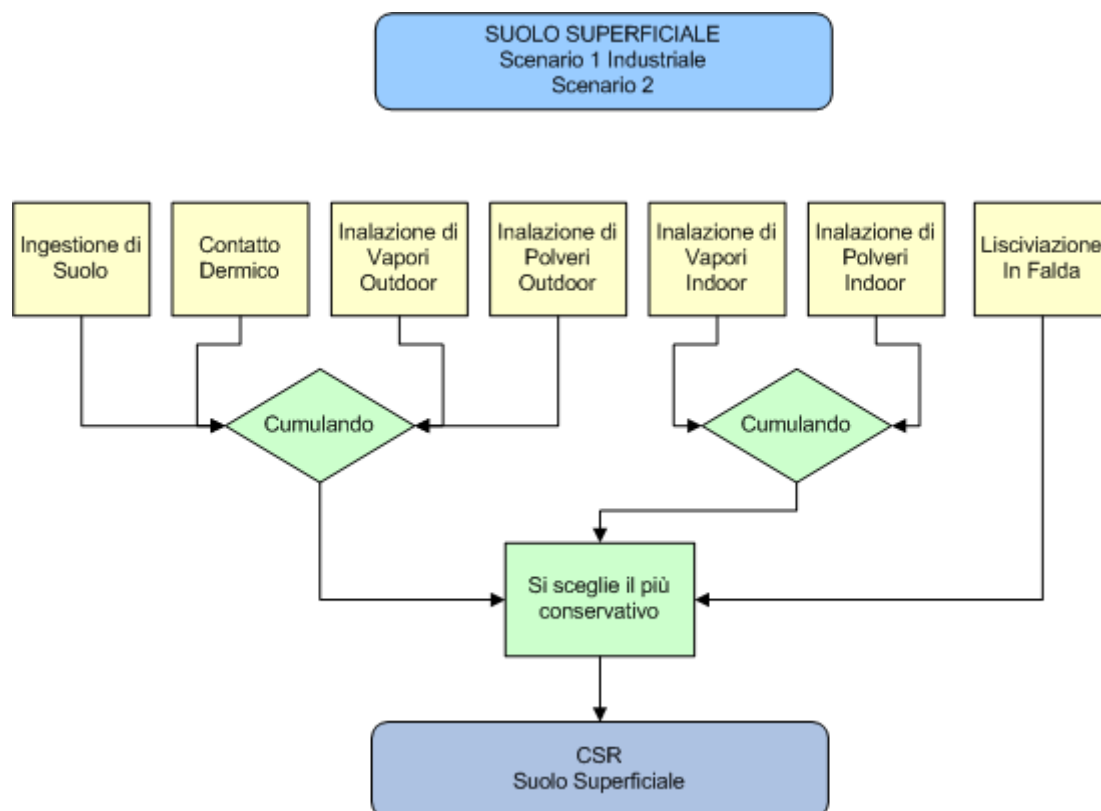 SUOLO SUPERFICIALE
Scenario 1 Industriale
Scenario 2
Ingestione di
Suolo
Contatto
Dermico
Inalazione di
Vapori
Outdoor
Inalazione di
Polveri
Outdoor
Inalazione di
Vapori
Indoor
Inalazione di
Polveri
Indoor
Lisciviazione
In Falda
Cumulando
Cumulando
Si sceglie il più
conservativo
CSR
Suolo Superficiale